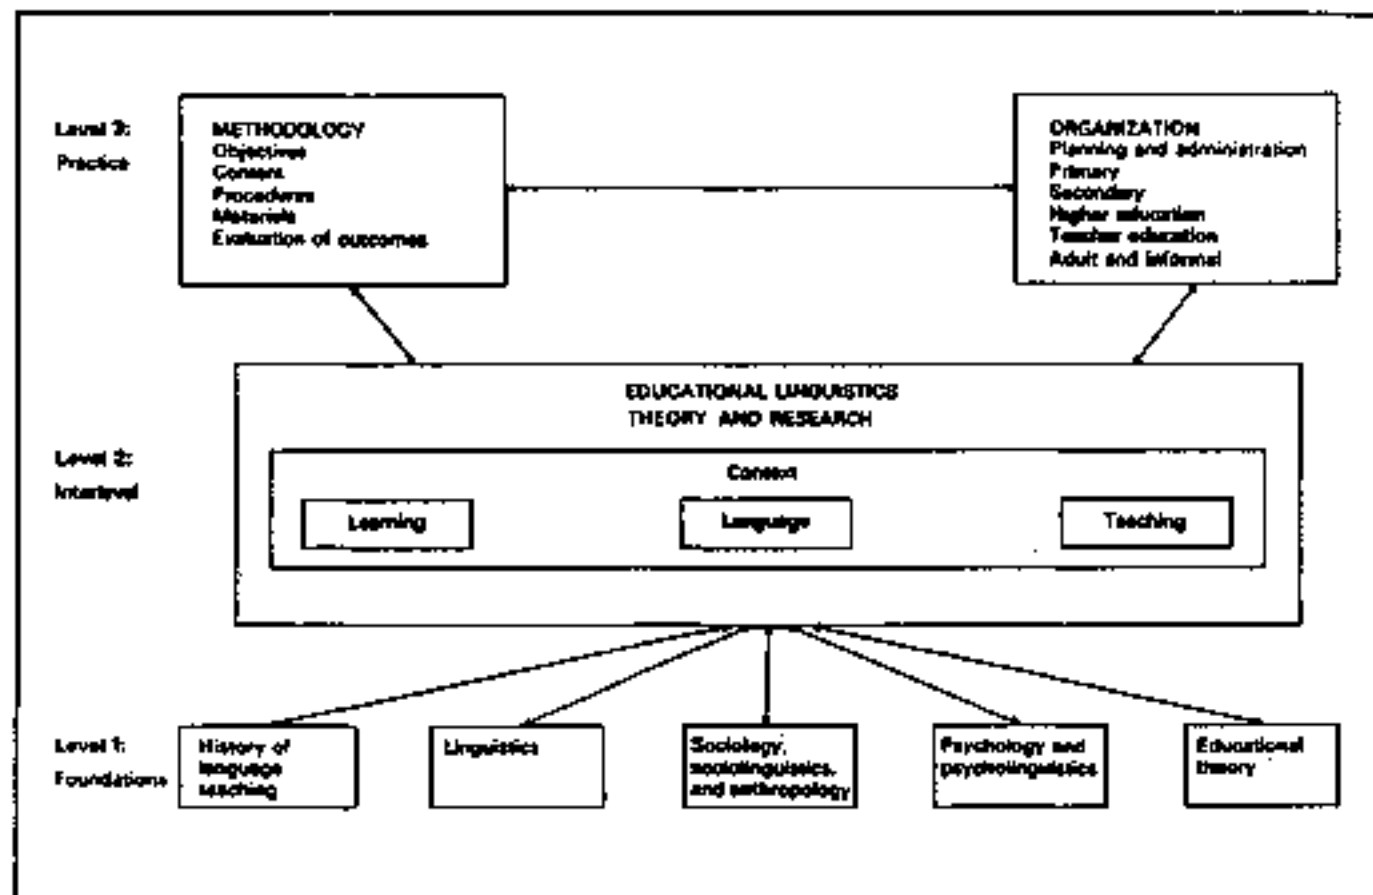 Level 3:
Practice
METHODOLOGY
Objectives
Content
Procedures
Materials
Evaluation of outcomes
ORGANIZATION
Planning and administration
Primary
Secondary
Higher education
Teacher education
Adult and informal
EDUCATIONAL LINGUISTICS
THEORY AND RESEARCH
Level 2:
Interlevel
Context
Learning
Language
Teaching
Level 1:
Foundations
History of
language
teaching
Linguistics
Sociology,
sociolinguistics,
and anthropology
Psychology and
psycholinguistics
Educational
theory